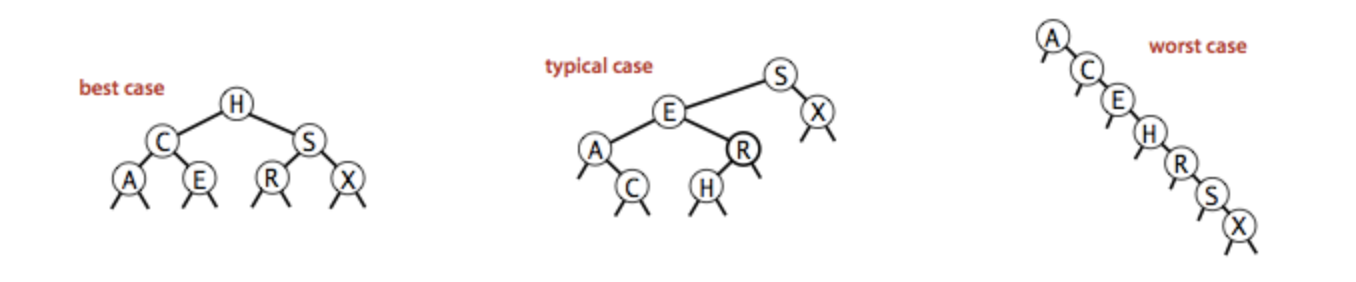 best case
H
C S
A E R X
typical case
S
E X
A R
C H
worst case
A
C
E
H
R
S
X